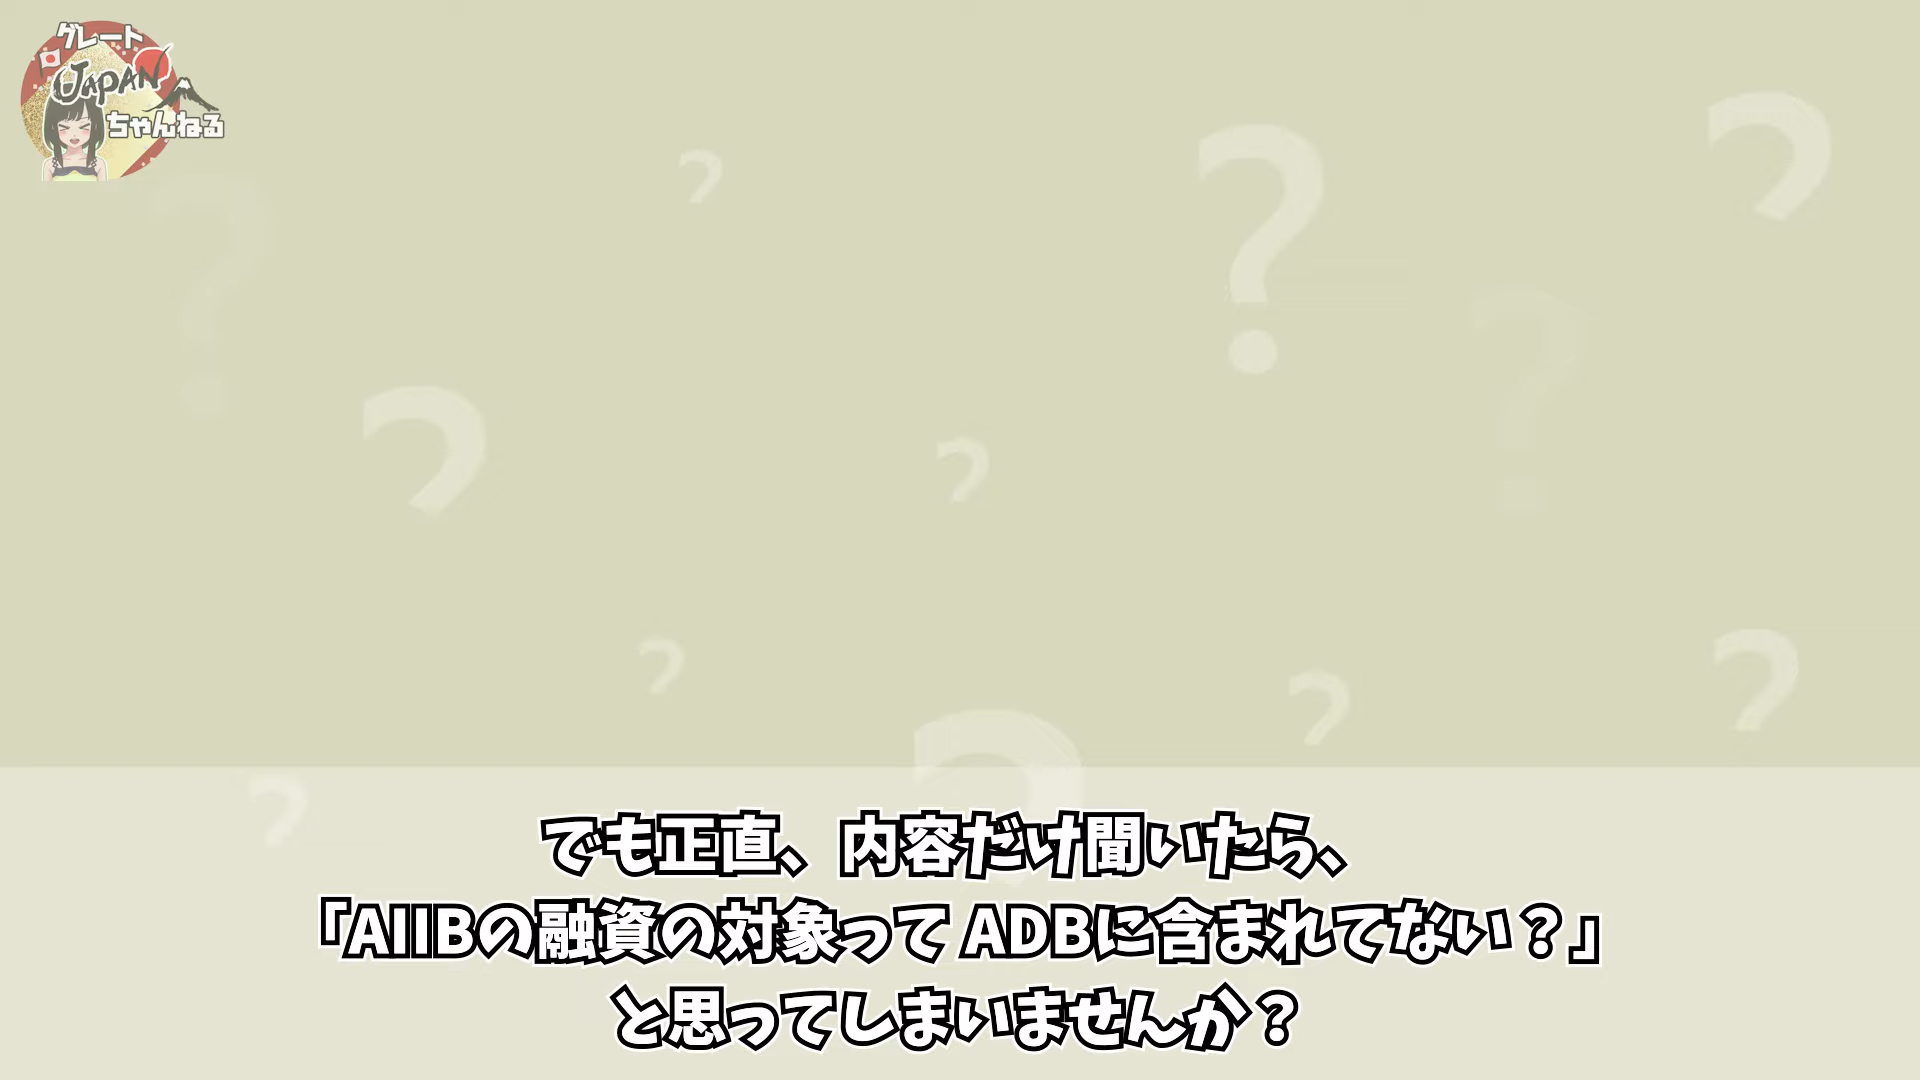 グレート
JAPAN
ちゃんねる
でも正直、内容だけ聞いたら、
「AIIBの融資の対象って ADBに含まれてない？」
と思ってしまいませんか？